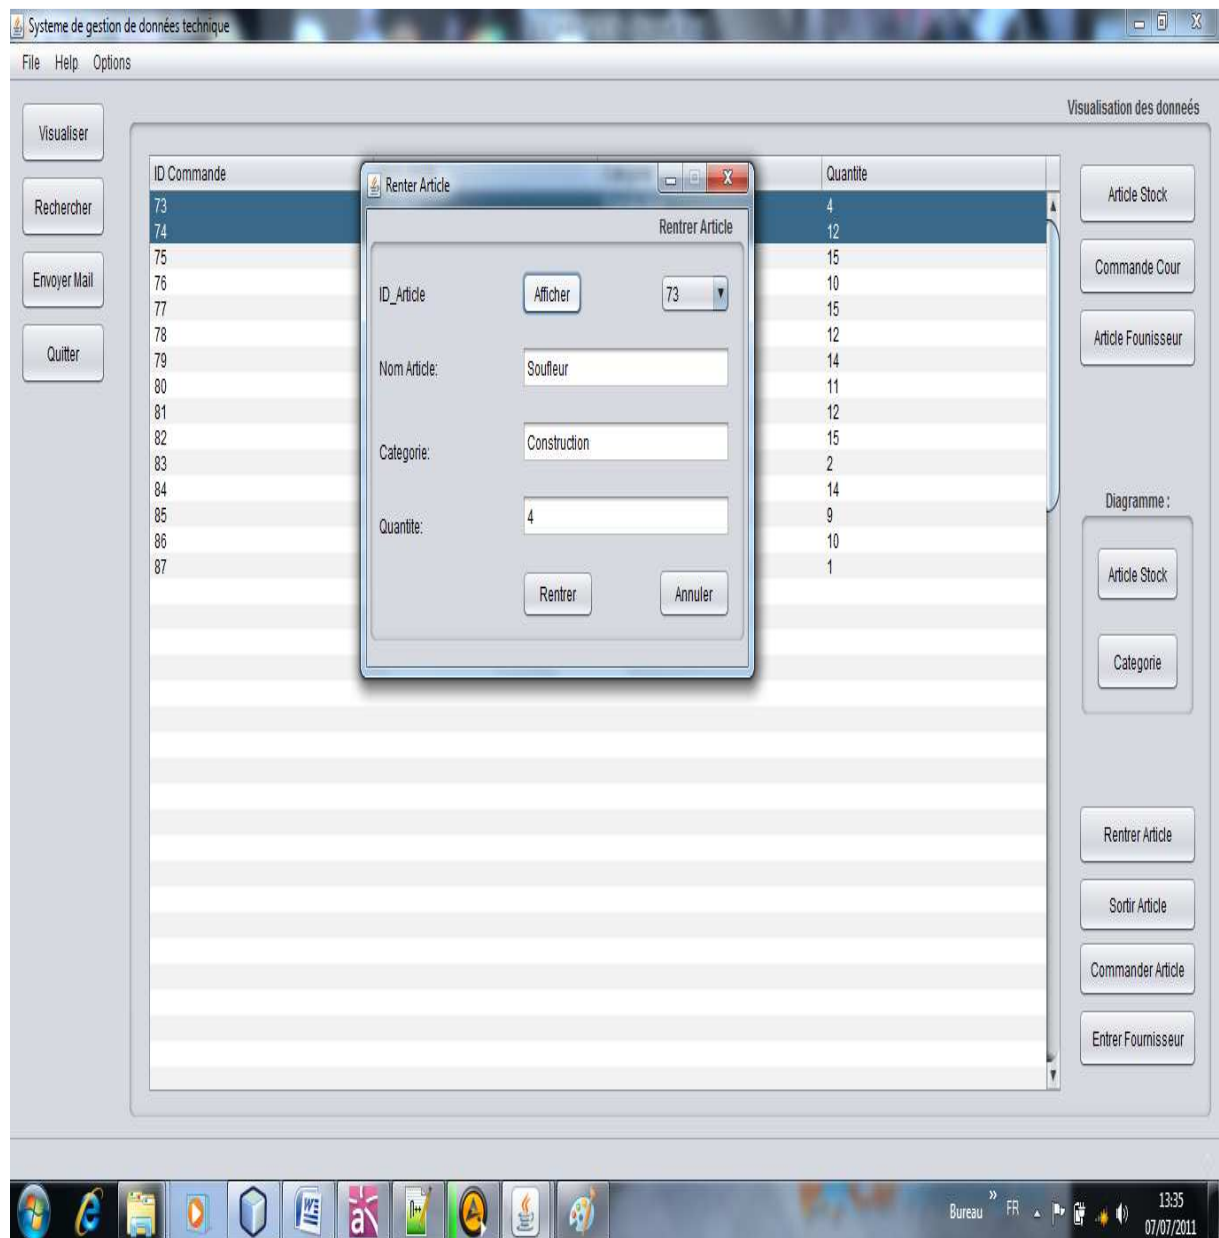 Systeme de gestion de données technique
File Help Options
Visualisation des donneés
Visualiser
Rechercher
Envoyer Mail
Quitter
ID Commande
Quantite
73
4
74
12
75
15
76
10
77
15
78
12
79
14
80
11
81
12
82
15
83
2
84
14
85
9
86
10
87
1
Renter Article
Rentrer Article
ID_Article
Afficher
73
Nom Article:
Soufleur
Categorie:
Construction
Quantite:
4
Rentrer
Annuler
Article Stock
Commande Cour
Article Founisseur
Diagramme :
Article Stock
Categorie
Rentrer Article
Sortir Article
Commander Article
Entrer Fournisseur
Bureau
»
FR
13:35
07/07/2011